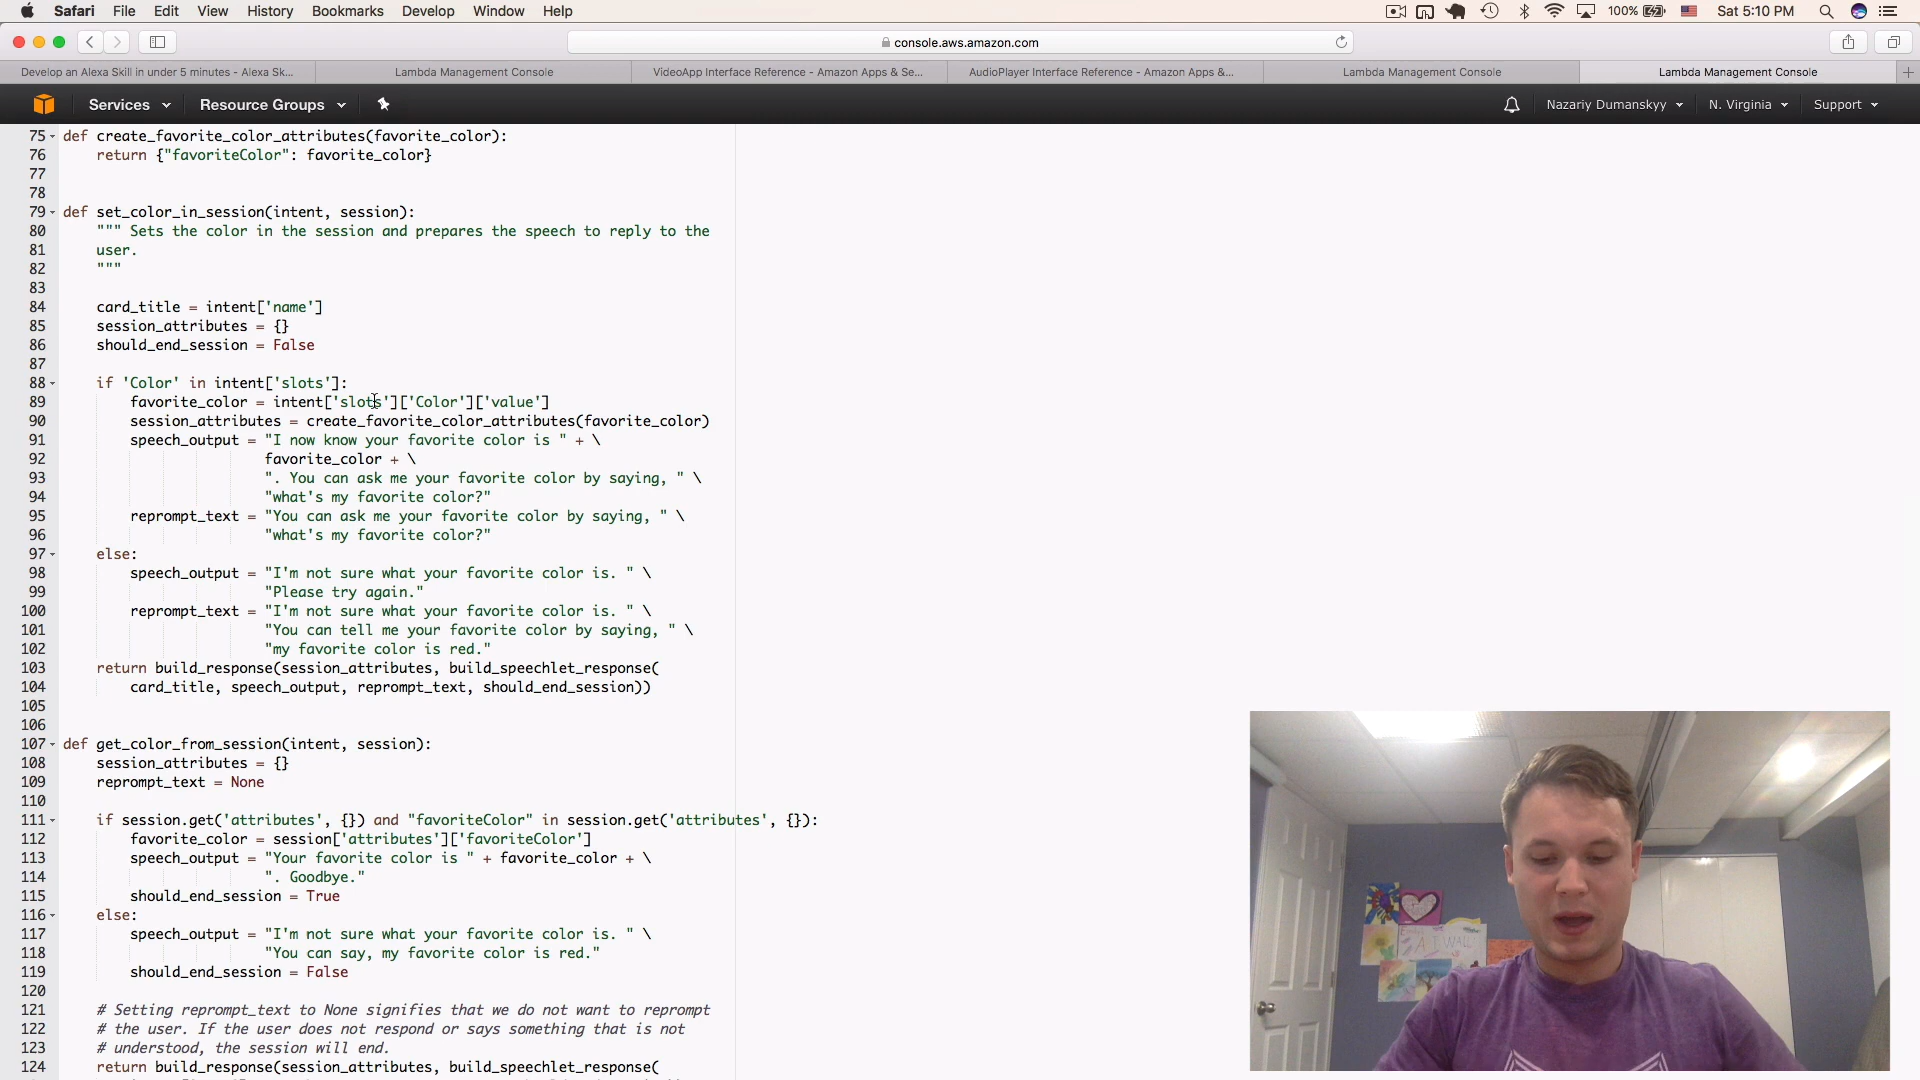 Safari File Edit View History Bookmarks Develop Window Help 100% Sat 5:10 PM
console.aws.amazon.com
Develop an Alexa Skill in under 5 minutes - Alexa Sk... Lambda Management Console VideoApp Interface Reference - Amazon Apps & Se... AudioPlayer Interface Reference - Amazon Apps &... Lambda Management Console Lambda Management Console
Services Resource Groups Nazariy Dumanskyy N. Virginia Support
75 def create_favorite_color_attributes(favorite_color):
76 return {"favoriteColor": favorite_color}
77
78
79 def set_color_in_session(intent, session):
80 """ Sets the color in the session and prepares the speech to reply to the
81 user.
82 """
83
84 card_title = intent['name']
85 session_attributes = {}
86 should_end_session = False
87
88 if 'Color' in intent['slots']:
89 favorite_color = intent['slots']['Color']['value']
90 session_attributes = create_favorite_color_attributes(favorite_color)
91 speech_output = "I now know your favorite color is " + \
92 favorite_color + \
93 ". You can ask me your favorite color by saying, " \
94 "what's my favorite color?"
95 reprompt_text = "You can ask me your favorite color by saying, " \
96 "what's my favorite color?"
97 else:
98 speech_output = "I'm not sure what your favorite color is. " \
99 "Please try again."
100 reprompt_text = "I'm not sure what your favorite color is. " \
101 "You can tell me your favorite color by saying, " \
102 "my favorite color is red."
103 return build_response(session_attributes, build_speechlet_response(
104 card_title, speech_output, reprompt_text, should_end_session))
105
106
107 def get_color_from_session(intent, session):
108 session_attributes = {}
109 reprompt_text = None
110
111 if session.get('attributes', {}) and "favoriteColor" in session.get('attributes', {}):
112 favorite_color = session['attributes']['favoriteColor']
113 speech_output = "Your favorite color is " + favorite_color + \
114 ". Goodbye."
115 should_end_session = True
116 else:
117 speech_output = "I'm not sure what your favorite color is. " \
118 "You can say, my favorite color is red."
119 should_end_session = False
120
121 # Setting reprompt_text to None signifies that we do not want to reprompt
122 # the user. If the user does not respond or says something that is not
123 # understood, the session will end.
124 return build_response(session_attributes, build_speechlet_response(